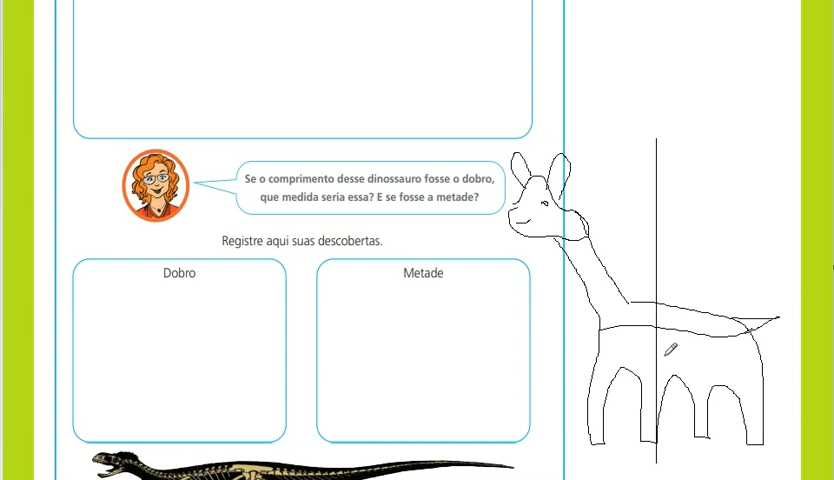 Se o comprimento desse dinossauro fosse o dobro,
que medida seria essa? E se fosse a metade?
Registre aqui suas descobertas.
Dobro
Metade